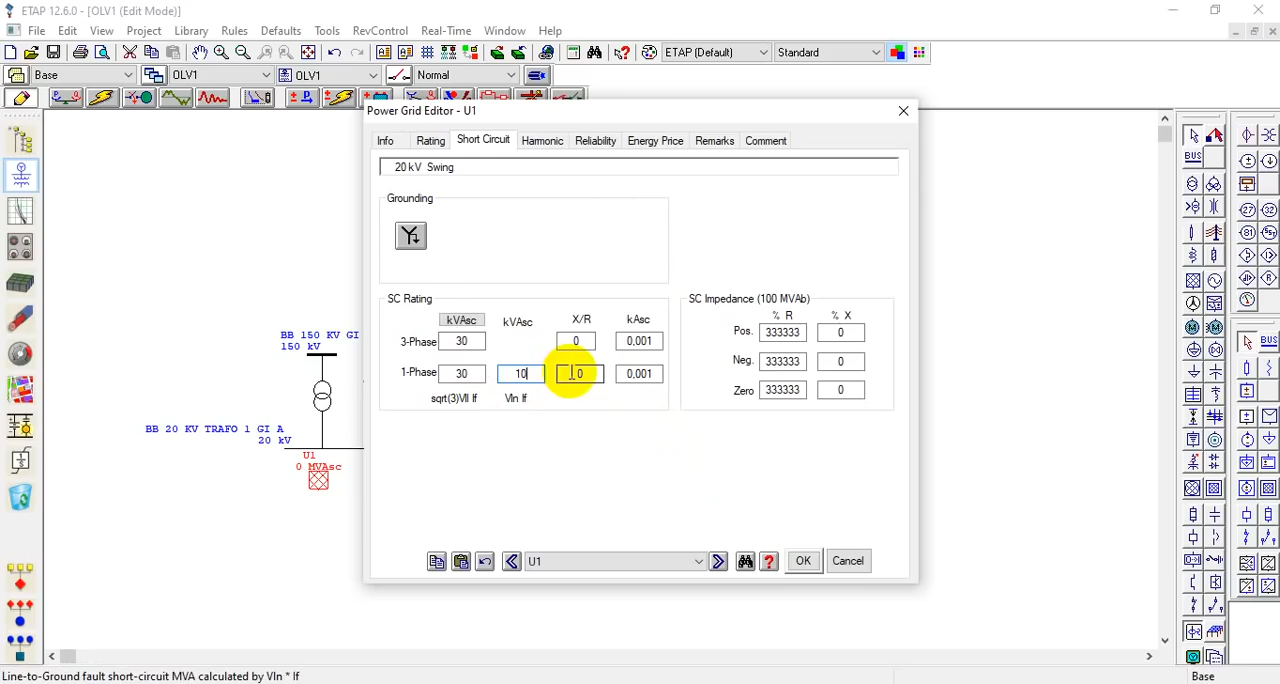 ETAP 12.6.0 - [OLV1 (Edit Mode)]
File Edit View Project Library Rules Defaults Tools RevControl Real-Time Window Help
ETAP (Default) Standard
Base OLV1 OLV1 Normal
Power Grid Editor - U1
Info Rating Short Circuit Harmonic Reliability Energy Price Remarks Comment
20 kV Swing
Grounding
SC Rating
kVAsc kVAsc X/R kAsc
3-Phase 30 0 0,001
1-Phase 30 10 0 0,001
sqrt(3)Vll If Vln If
SC Impedance (100 MVAb)
% R % X
Pos. 333333 0
Neg. 333333 0
Zero 333333 0
U1
OK Cancel
BB 150 KV GI
150 kV
BB 20 KV TRAFO 1 GI A
20 kV
U1
0 MVAsc
BUS
BUS
27 32
81
R
Line-to-Ground fault short-circuit MVA calculated by Vln * If
Base